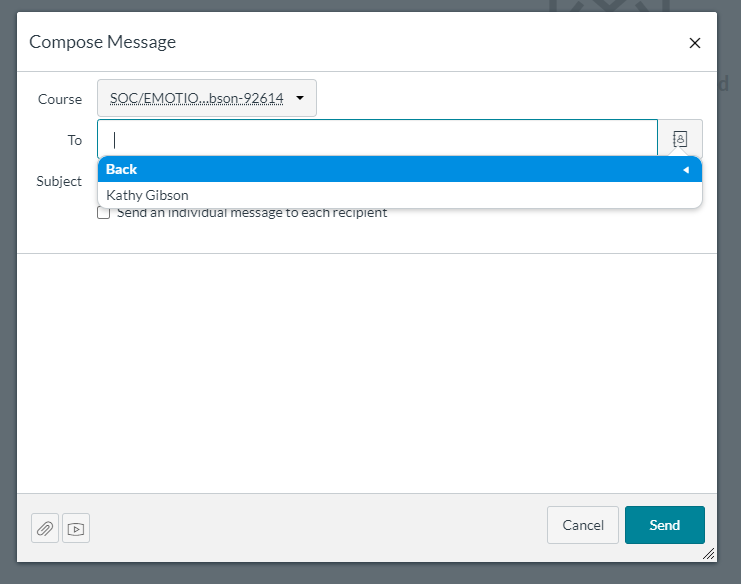 Compose Message
Course SOC/EMOTIO...bson-92614
To
Back
Subject
Kathy Gibson
Send an individual message to each recipient
Cancel Send